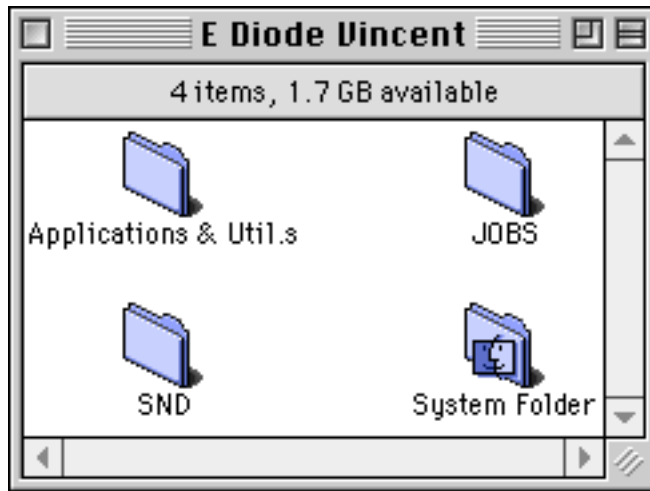 E Diode Vincent
4 items, 1.7 GB available
Applications & Util.s
JOBS
SND
System Folder